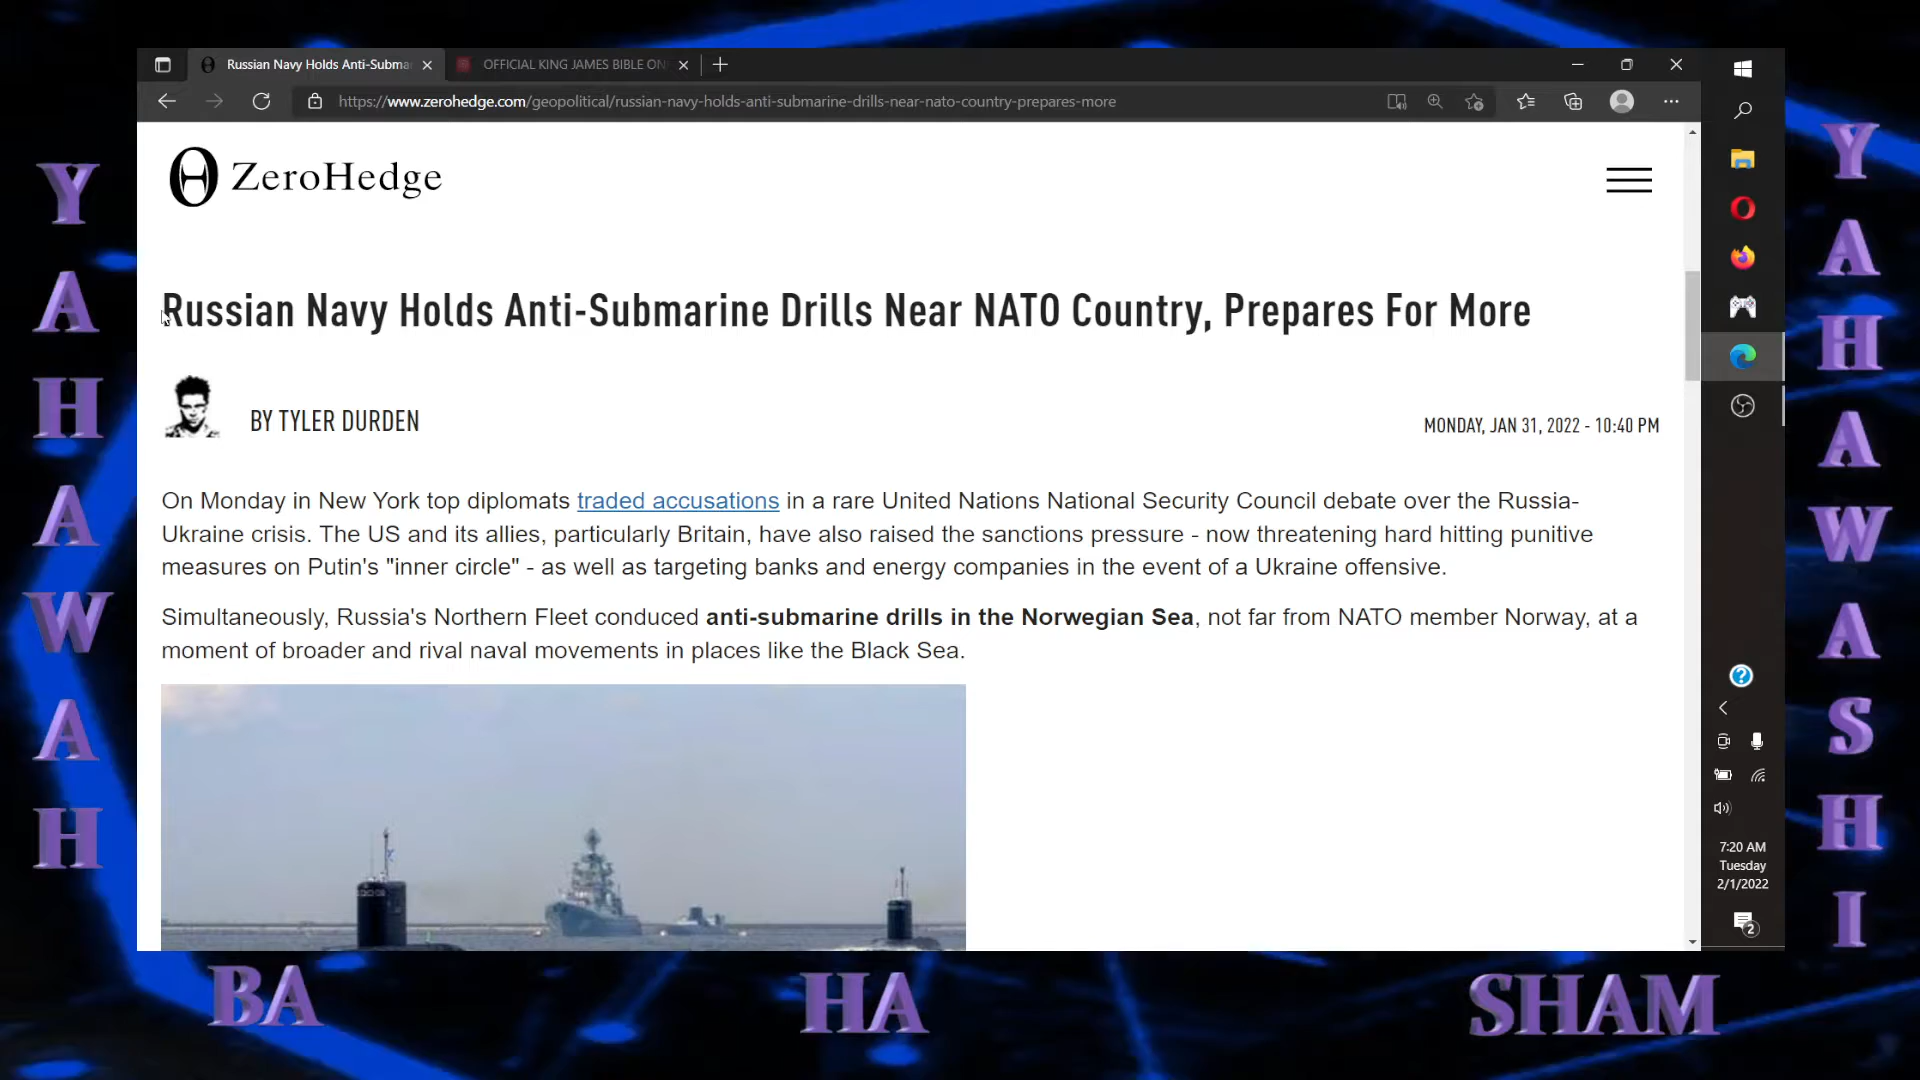 Russian Navy Holds Anti-Subma
OFFICIAL KING JAMES BIBLE ON
https://www.zerohedge.com/geopolitical/russian-navy-holds-anti-submarine-drills-near-nato-country-prepares-more
ZeroHedge
Russian Navy Holds Anti-Submarine Drills Near NATO Country, Prepares For More
BY TYLER DURDEN
MONDAY, JAN 31, 2022 - 10:40 PM
On Monday in New York top diplomats traded accusations in a rare United Nations National Security Council debate over the Russia-
Ukraine crisis. The US and its allies, particularly Britain, have also raised the sanctions pressure - now threatening hard hitting punitive
measures on Putin's "inner circle" - as well as targeting banks and energy companies in the event of a Ukraine offensive.
Simultaneously, Russia's Northern Fleet conduced anti-submarine drills in the Norwegian Sea, not far from NATO member Norway, at a
moment of broader and rival naval movements in places like the Black Sea.
7:20 AM
Tuesday
2/1/2022
2
YAHAWAH
YAHAWASHI
BA HA SHAM